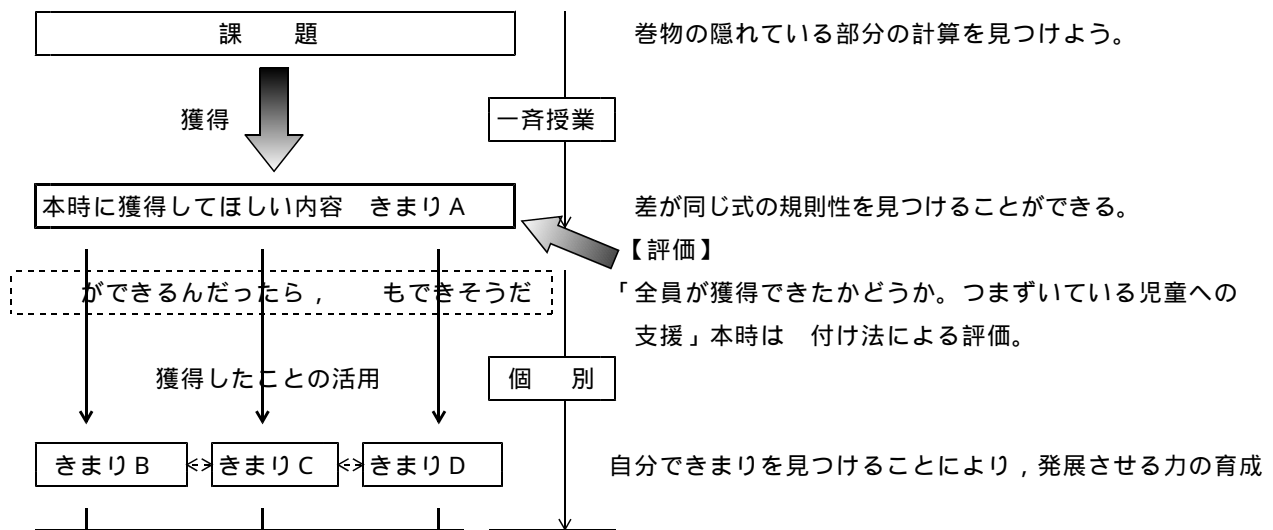 課　　題
巻物の隠れている部分の計算を見つけよう。
獲得
一斉授業
本時に獲得してほしい内容　きまりA
差が同じ式の規則性を見つけることができる。
【評価】
ができるんだったら，　　もできそうだ
「全員が獲得できたかどうか。つまずいている児童への
支援」本時は　付け法による評価。
獲得したことの活用
個　別
きまりB
きまりC
きまりD
自分できまりを見つけることにより，発展させる力の育成